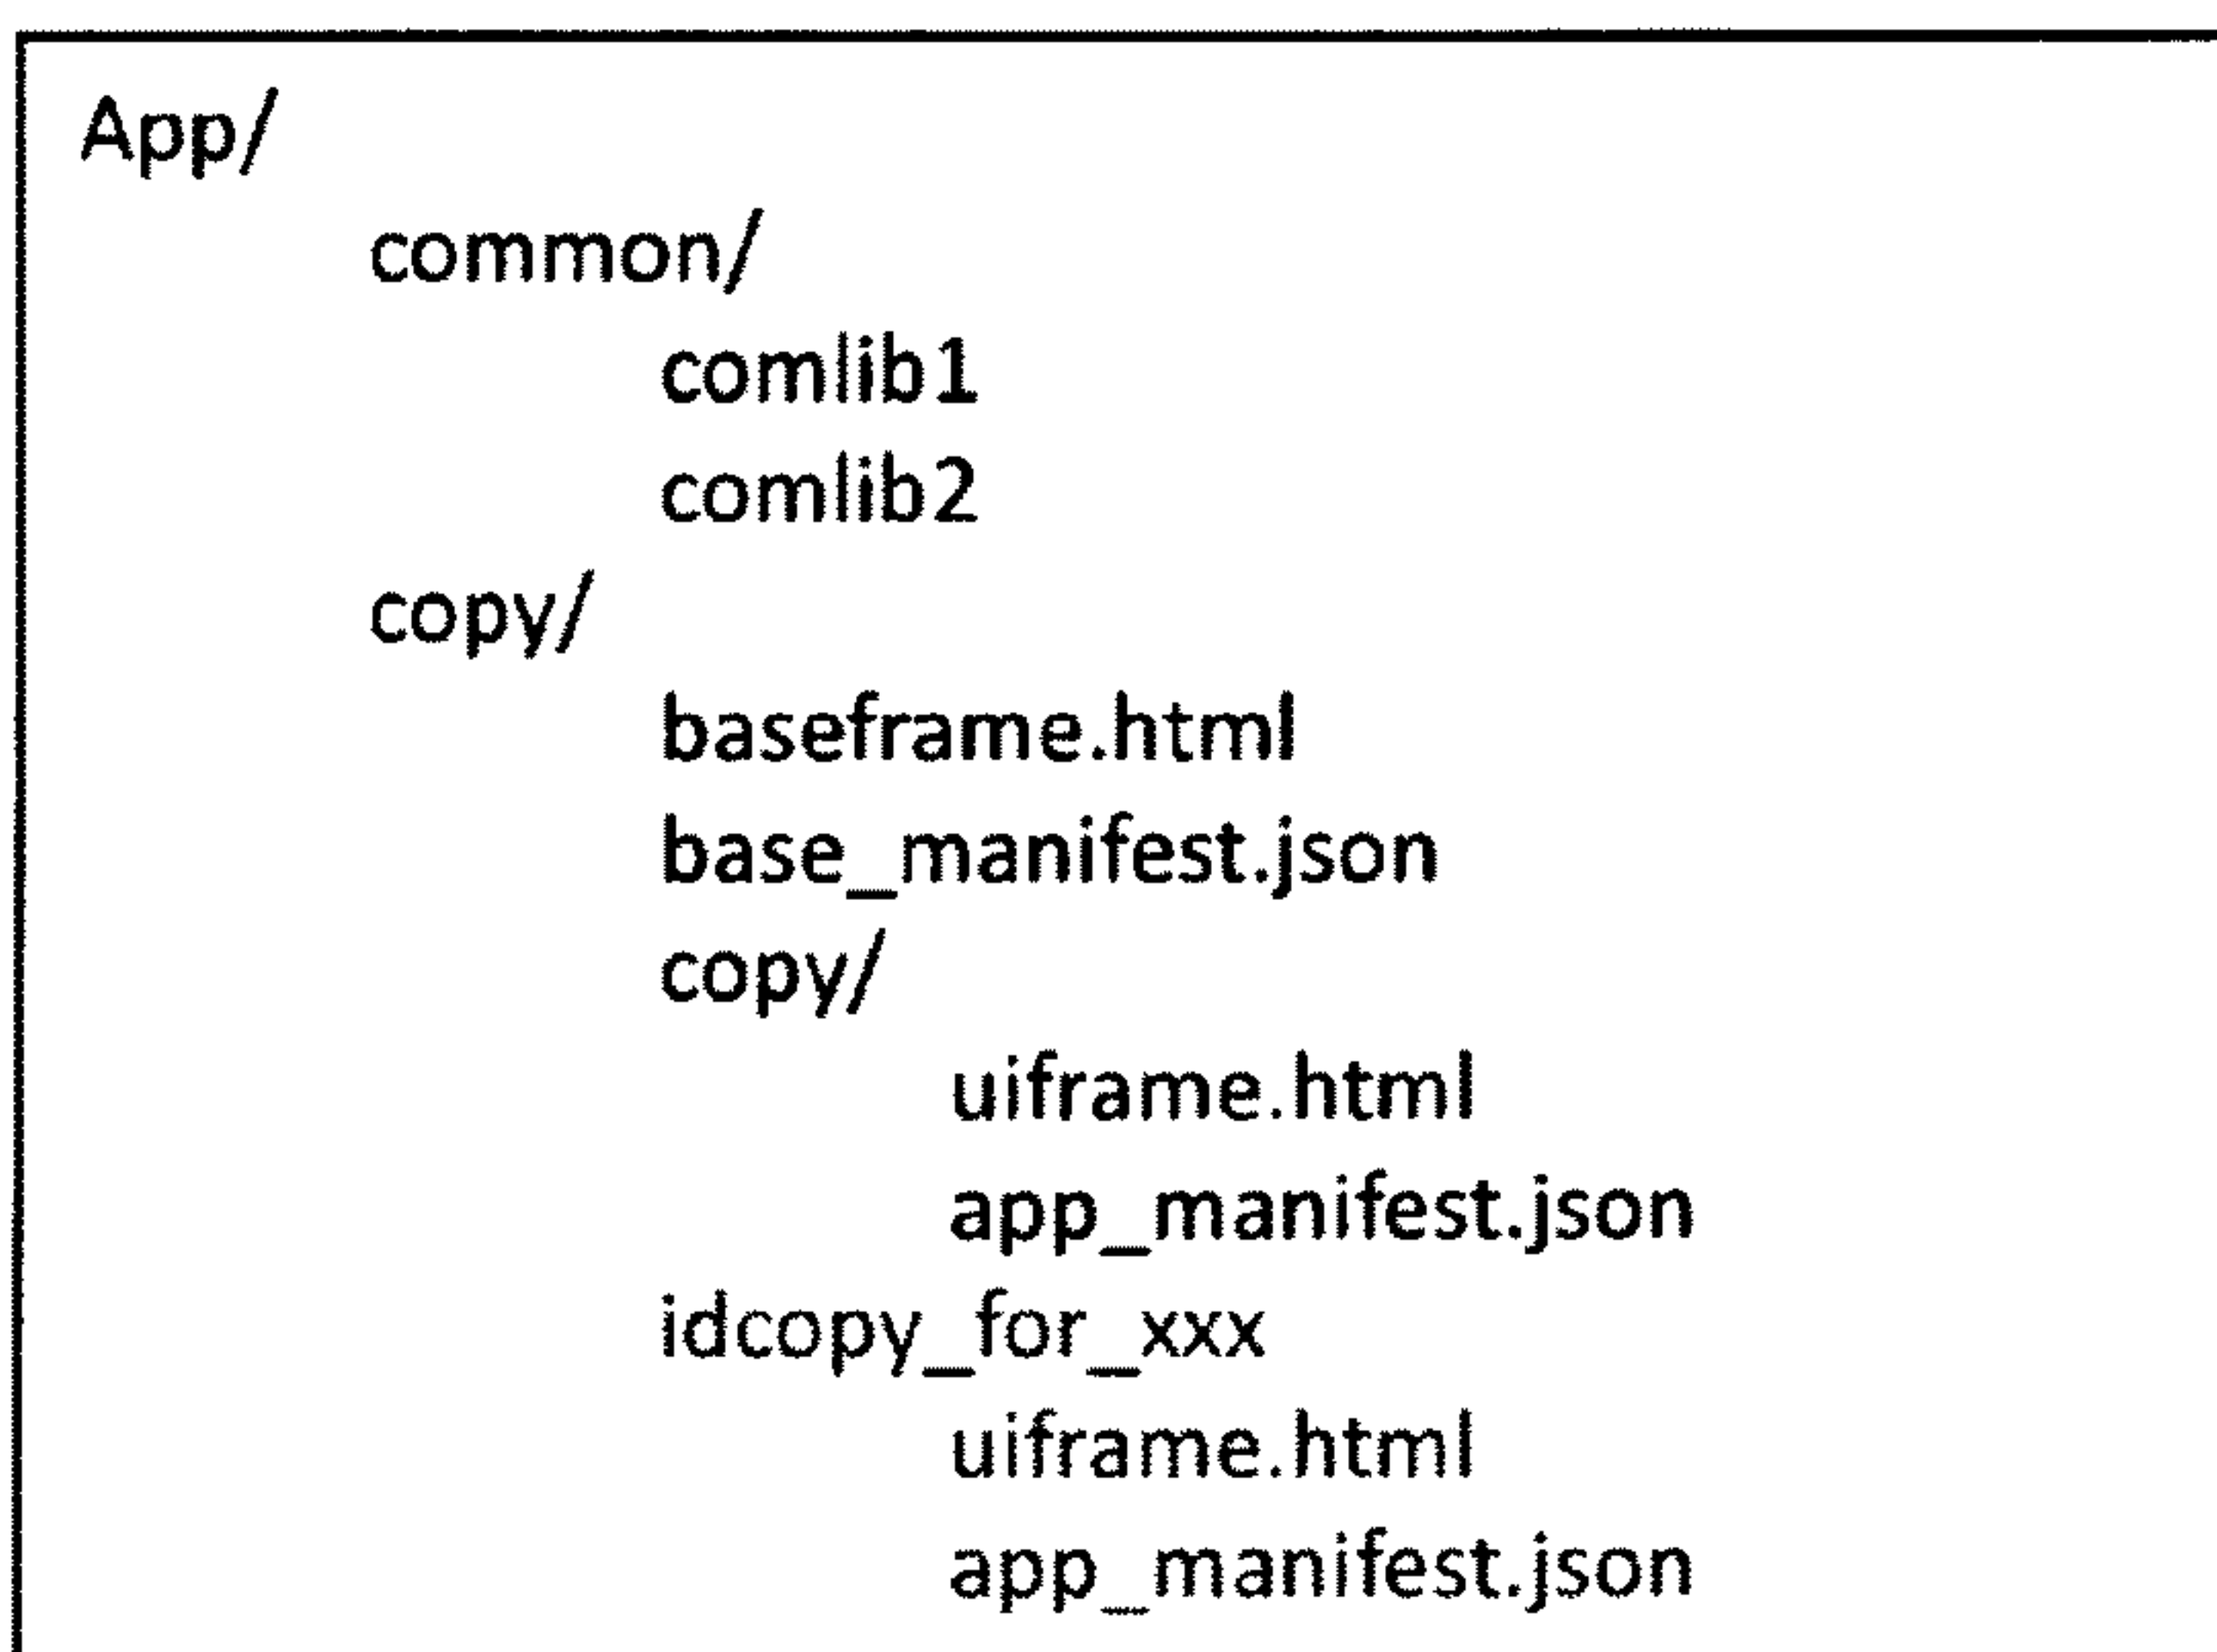 App/
common/
comlib1
comlib2
copy/
baseframe.html
base_manifest.json
copy/
uiframe.html
app_manifest.json
idcopy_for_xxx
uiframe.html
app_manifest.json